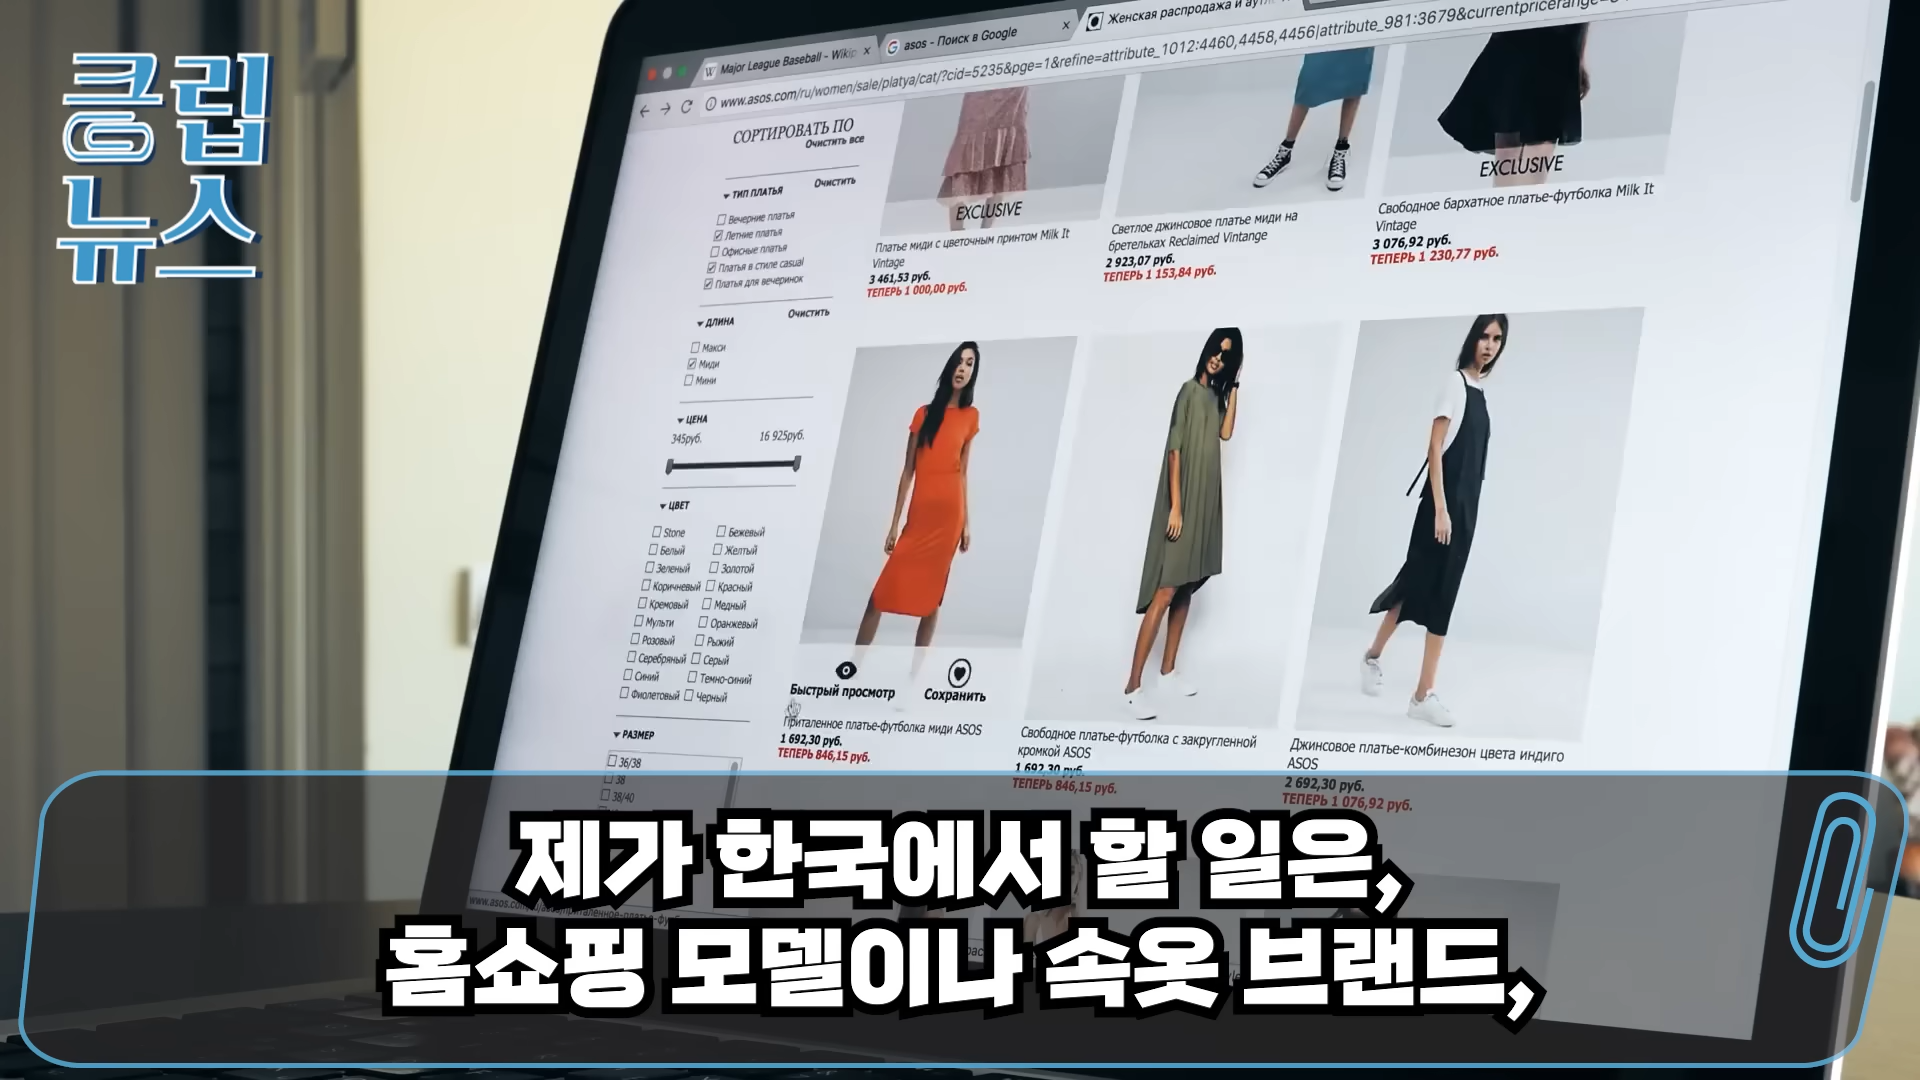 클립
뉴스
Major League Baseball – Wikip
asos - Поиск в Google
Женская распродажа и аутл
www.asos.com/ru/women/sale/platya/cat/?cid=5235&pge=1&refine=attribute_1012:4460,4458,4456|attribute_981:3679&currentpricerange=
СОРТИРОВАТЬ ПО
Очистить все
ТИП ПЛАТЬЯ
Очистить
Вечерние платья
Летние платья
Офисные платья
Платья в стиле casual
Платья для вечеринок
ДЛИНА
Очистить
Макси
Миди
Мини
ЦЕНА
345руб.
16 925руб.
ЦВЕТ
Stone
Бежевый
Белый
Желтый
Зеленый
Золотой
Коричневый
Красный
Кремовый
Медный
Мульти
Оранжевый
Розовый
Рыжий
Серебряный
Серый
Синий
Темно-синий
Фиолетовый
Черный
РАЗМЕР
36/38
38
38/40
EXCLUSIVE
Платье миди с цветочным принтом Milk It
Vintage
3 461,53 руб.
ТЕПЕРЬ 1 000,00 руб.
Светлое джинсовое платье миди на
бретельках Reclaimed Vintange
2 923,07 руб.
ТЕПЕРЬ 1 153,84 руб.
EXCLUSIVE
Свободное бархатное платье-футболка Milk It
Vintage
3 076,92 руб.
ТЕПЕРЬ 1 230,77 руб.
Быстрый просмотр
Сохранить
Приталенное платье-футболка миди ASOS
1 692,30 руб.
ТЕПЕРЬ 846,15 руб.
Свободное платье-футболка с закругленной
кромкой ASOS
1 692,30 руб.
ТЕПЕРЬ 846,15 руб.
Джинсовое платье-комбинезон цвета индиго
ASOS
2 692,30 руб.
ТЕПЕРЬ 1 076,92 руб.
제가 한국에서 할 일은,
홈쇼핑 모델이나 속옷 브랜드,